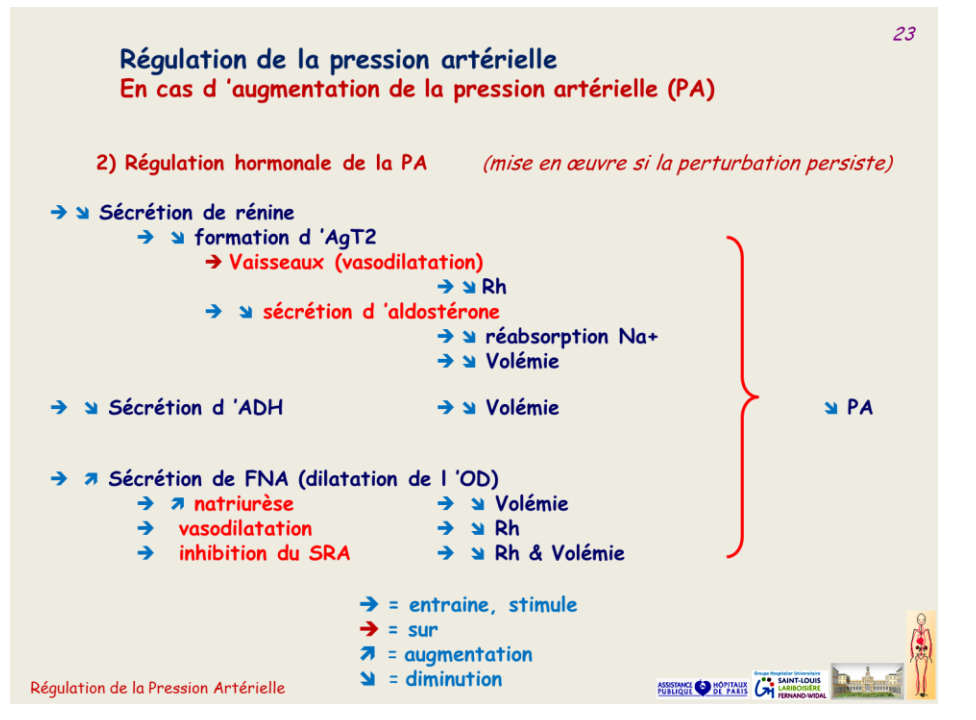 23
Régulation de la pression artérielle
En cas d ’augmentation de la pression artérielle (PA)
2) Régulation hormonale de la PA (mise en œuvre si la perturbation persiste)
➔ ➘ Sécrétion de rénine
➔ ➘ formation d ’AgT2
➔ Vaisseaux (vasodilatation)
➔ ➘ Rh
➔ ➘ sécrétion d ’aldostérone
➔ ➘ réabsorption Na+
➔ ➘ Volémie
➔ ➘ Sécrétion d ’ADH ➔ ➘ Volémie ➘ PA
➔ ➚ Sécrétion de FNA (dilatation de l ’OD)
➔ ➚ natriurèse ➔ ➘ Volémie
➔ vasodilatation ➔ ➘ Rh
➔ inhibition du SRA ➔ ➘ Rh & Volémie
➔ = entraine, stimule
➔ = sur
➚ = augmentation
➘ = diminution
Régulation de la Pression Artérielle
ASSISTANCE PUBLIQUE HÔPITAUX DE PARIS
Groupe Hospitalier Universitaire
SAINT-LOUIS
LARIBOISIÈRE
FERNAND-WIDAL